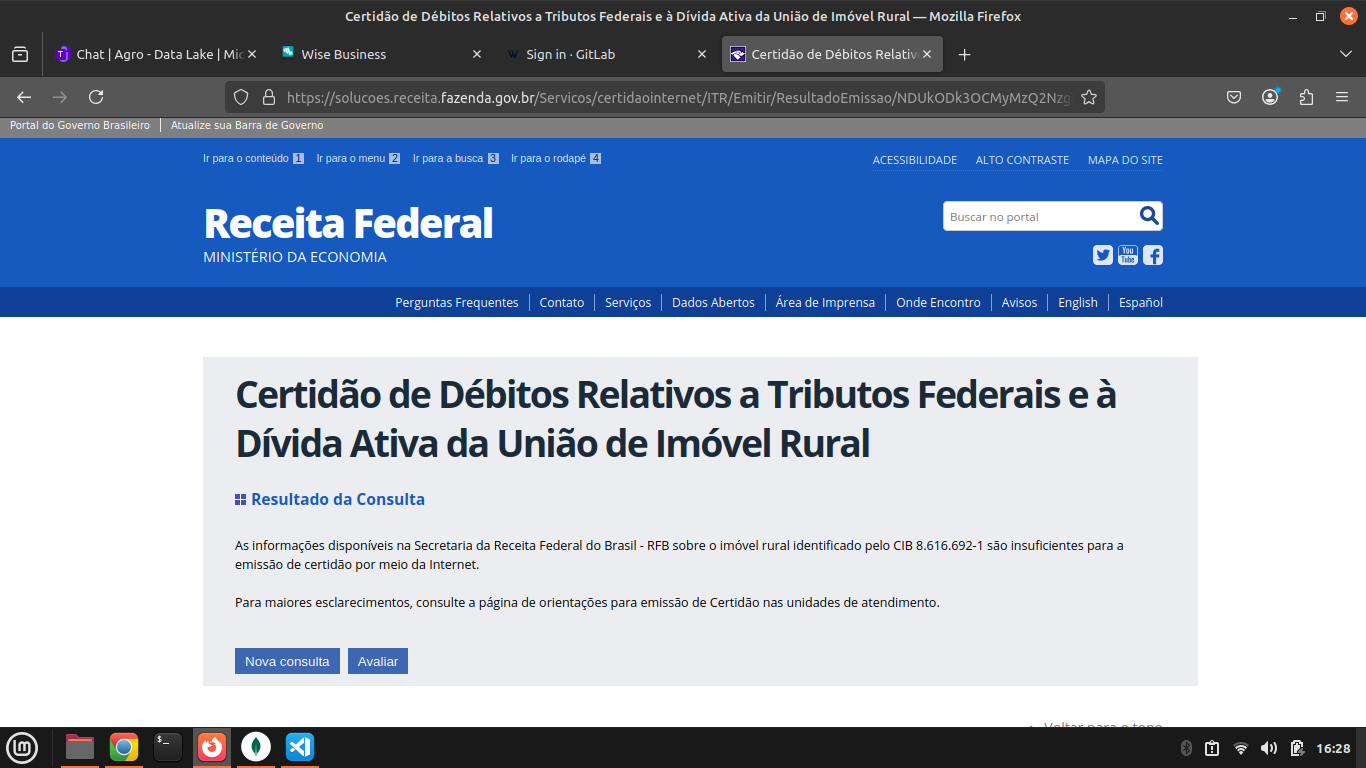 Certidão de Débitos Relativos a Tributos Federais e à Dívida Ativa da União de Imóvel Rural — Mozilla Firefox
Chat | Agro - Data Lake | Mic
Wise Business
Sign in · GitLab
Certidão de Débitos Relativ
https://solucoes.receita.fazenda.gov.br/Servicos/certidaointernet/ITR/Emitir/ResultadoEmissao/NDUkODk3OCMyMzQ2Nzg
Portal do Governo Brasileiro
Atualize sua Barra de Governo
Ir para o conteúdo 1 Ir para o menu 2 Ir para a busca 3 Ir para o rodapé 4
ACESSIBILIDADE ALTO CONTRASTE MAPA DO SITE
Receita Federal
MINISTÉRIO DA ECONOMIA
Buscar no portal
You Tube
Perguntas Frequentes Contato Serviços Dados Abertos Área de Imprensa Onde Encontro Avisos English Español
Certidão de Débitos Relativos a Tributos Federais e à
Dívida Ativa da União de Imóvel Rural
Resultado da Consulta
As informações disponíveis na Secretaria da Receita Federal do Brasil - RFB sobre o imóvel rural identificado pelo CIB 8.616.692-1 são insuficientes para a
emissão de certidão por meio da Internet.
Para maiores esclarecimentos, consulte a página de orientações para emissão de Certidão nas unidades de atendimento.
Nova consulta
Avaliar
Voltar para o topo
16:28